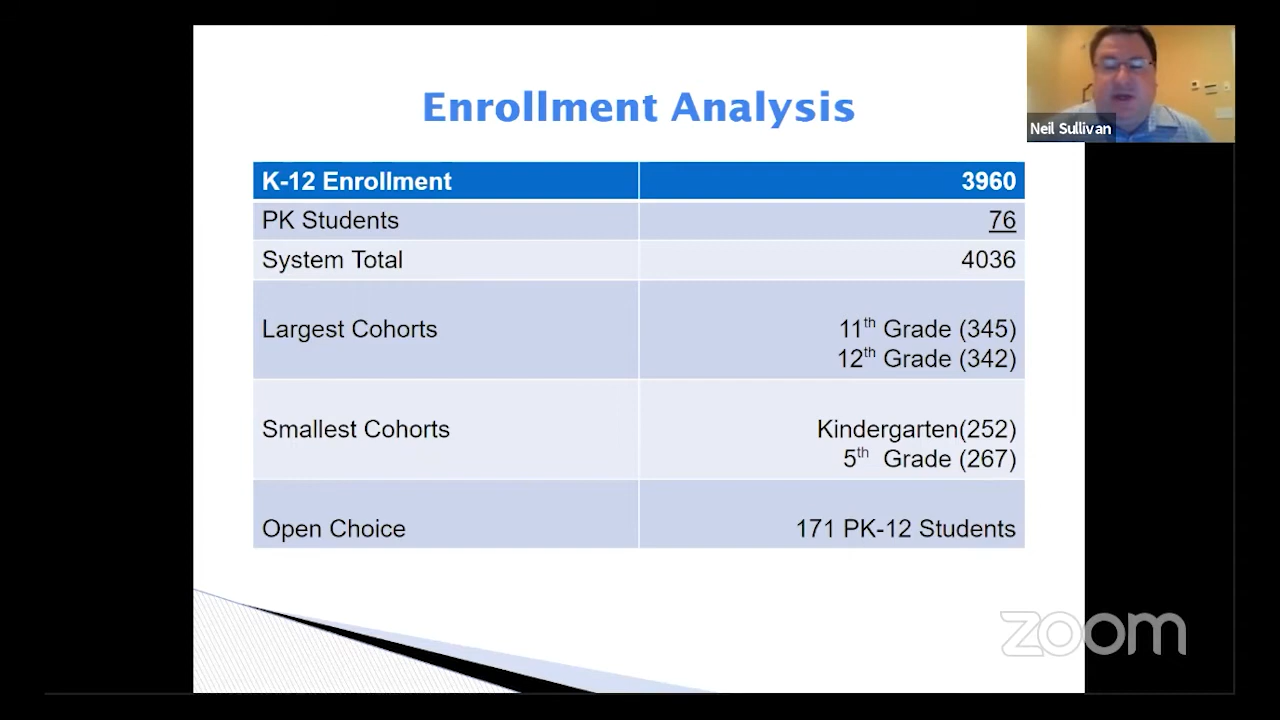 Enrollment Analysis
Neil Sullivan
K-12 Enrollment 3960
PK Students 76
System Total 4036
Largest Cohorts 11th Grade (345)
12th Grade (342)
Smallest Cohorts Kindergarten(252)
5th Grade (267)
Open Choice 171 PK-12 Students
zoom